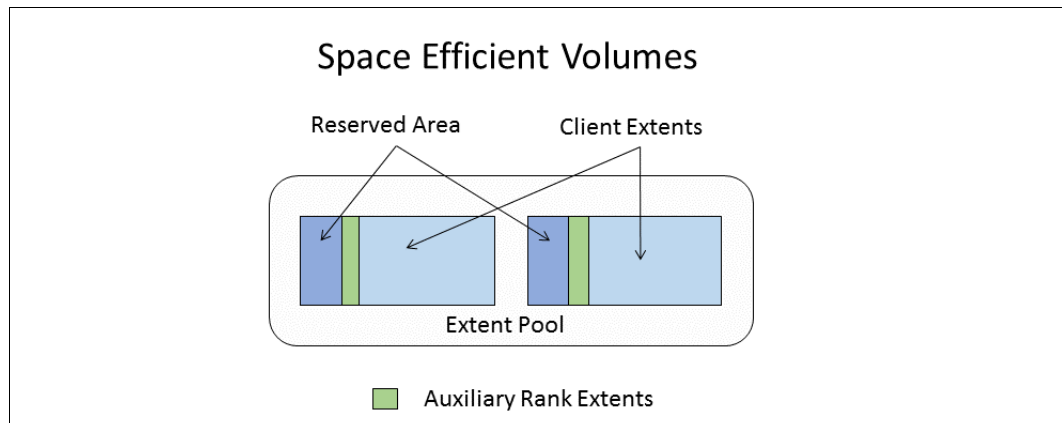 Space Efficient Volumes
Reserved Area
Client Extents
Extent Pool
Auxiliary Rank Extents